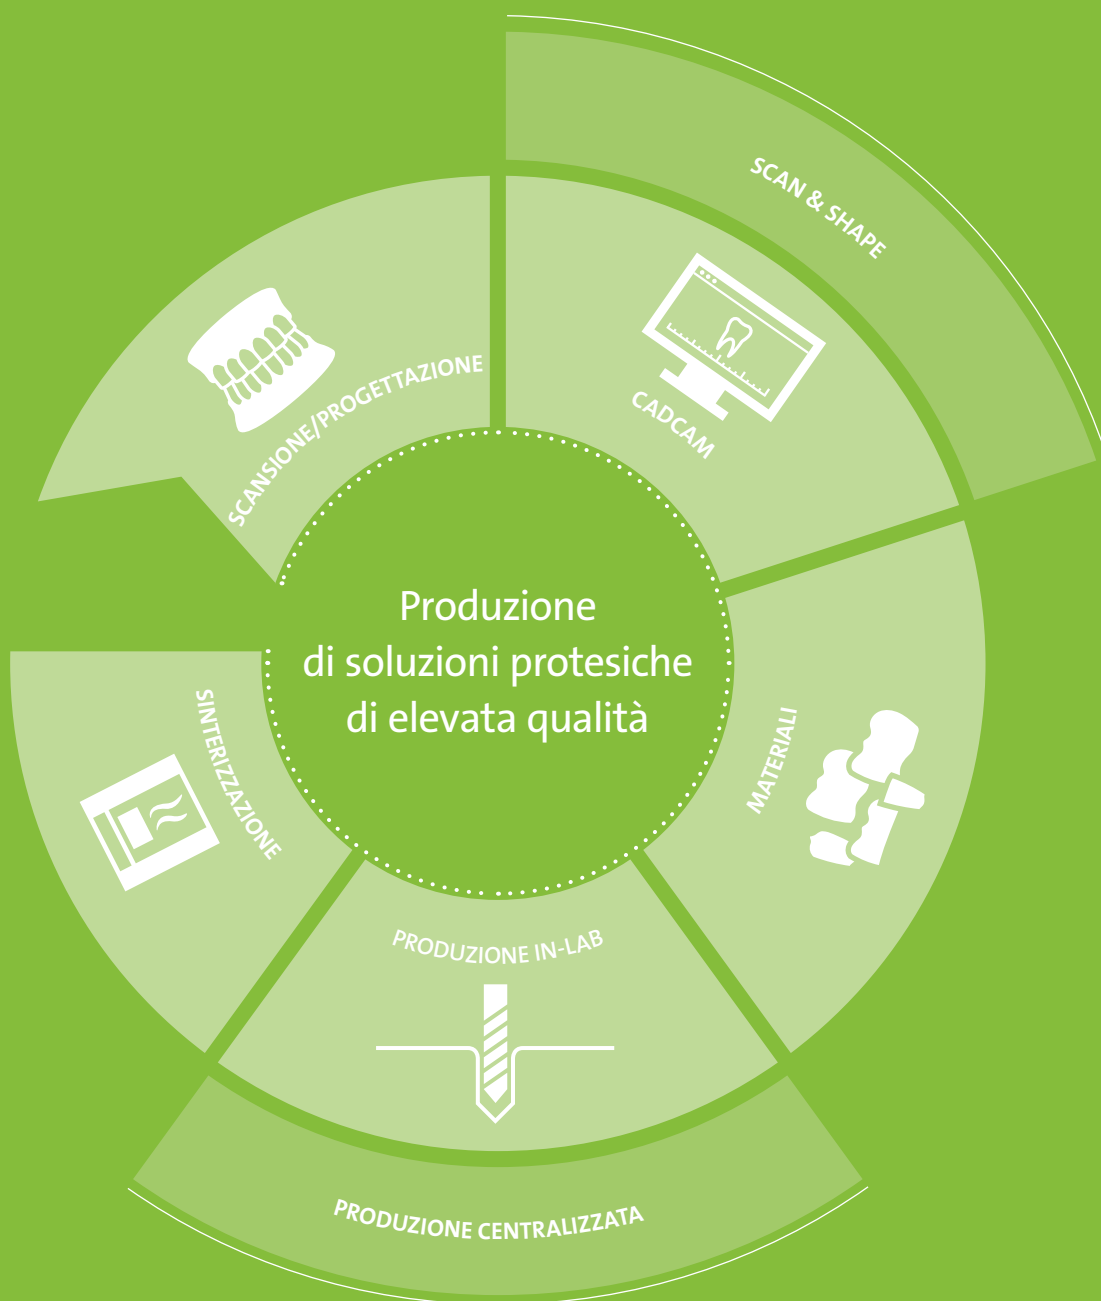 SCAN & SHAPE
SCANSIONE/PROGETTAZIONE
CADCAM
Produzione
di soluzioni protesiche
di elevata qualità
SINTERIZZAZIONE
MATERIALI
PRODUZIONE IN-LAB
PRODUZIONE CENTRALIZZATA